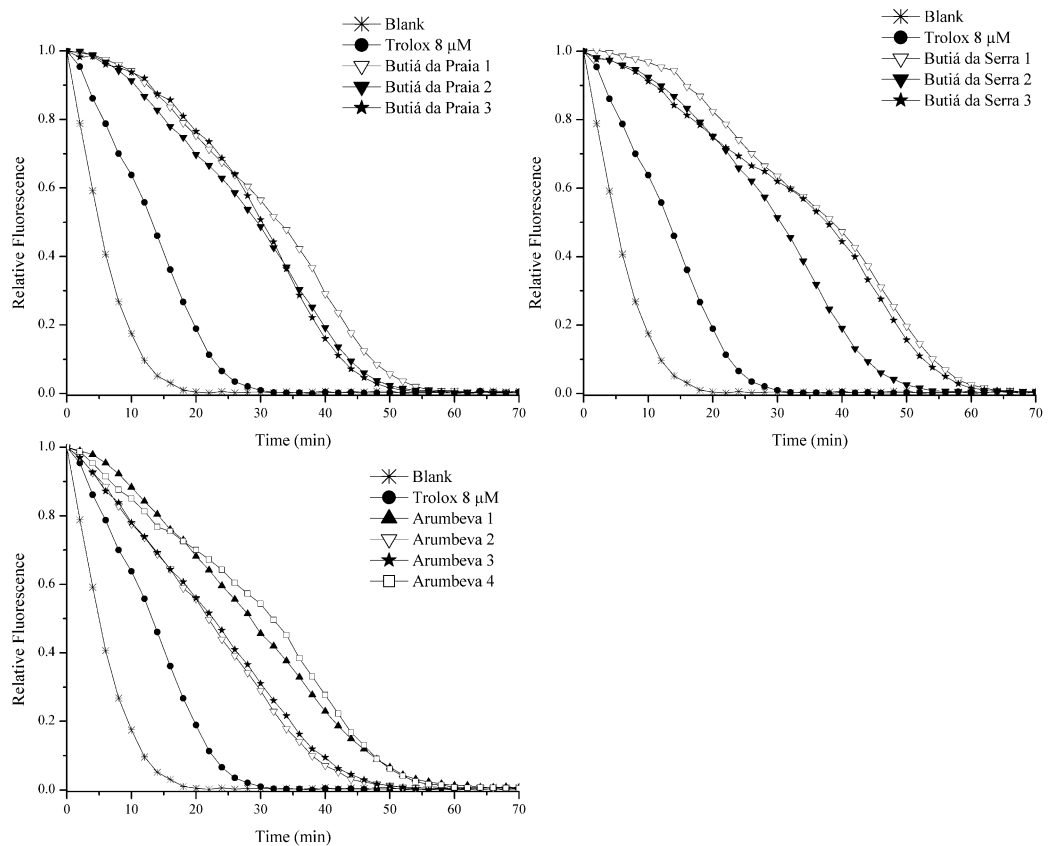 Blank
Trolox 8 µM
Butiá da Praia 1
Butiá da Praia 2
Butiá da Praia 3
Relative Fluorescence
1.0
0.8
0.6
0.4
0.2
0.0
0 10 20 30 40 50 60 70
Time (min)
Blank
Trolox 8 µM
Butiá da Serra 1
Butiá da Serra 2
Butiá da Serra 3
Relative Fluorescence
1.0
0.8
0.6
0.4
0.2
0.0
0 10 20 30 40 50 60 70
Time (min)
Blank
Trolox 8 µM
Arumbeva 1
Arumbeva 2
Arumbeva 3
Arumbeva 4
Relative Fluorescence
1.0
0.8
0.6
0.4
0.2
0.0
0 10 20 30 40 50 60 70
Time (min)